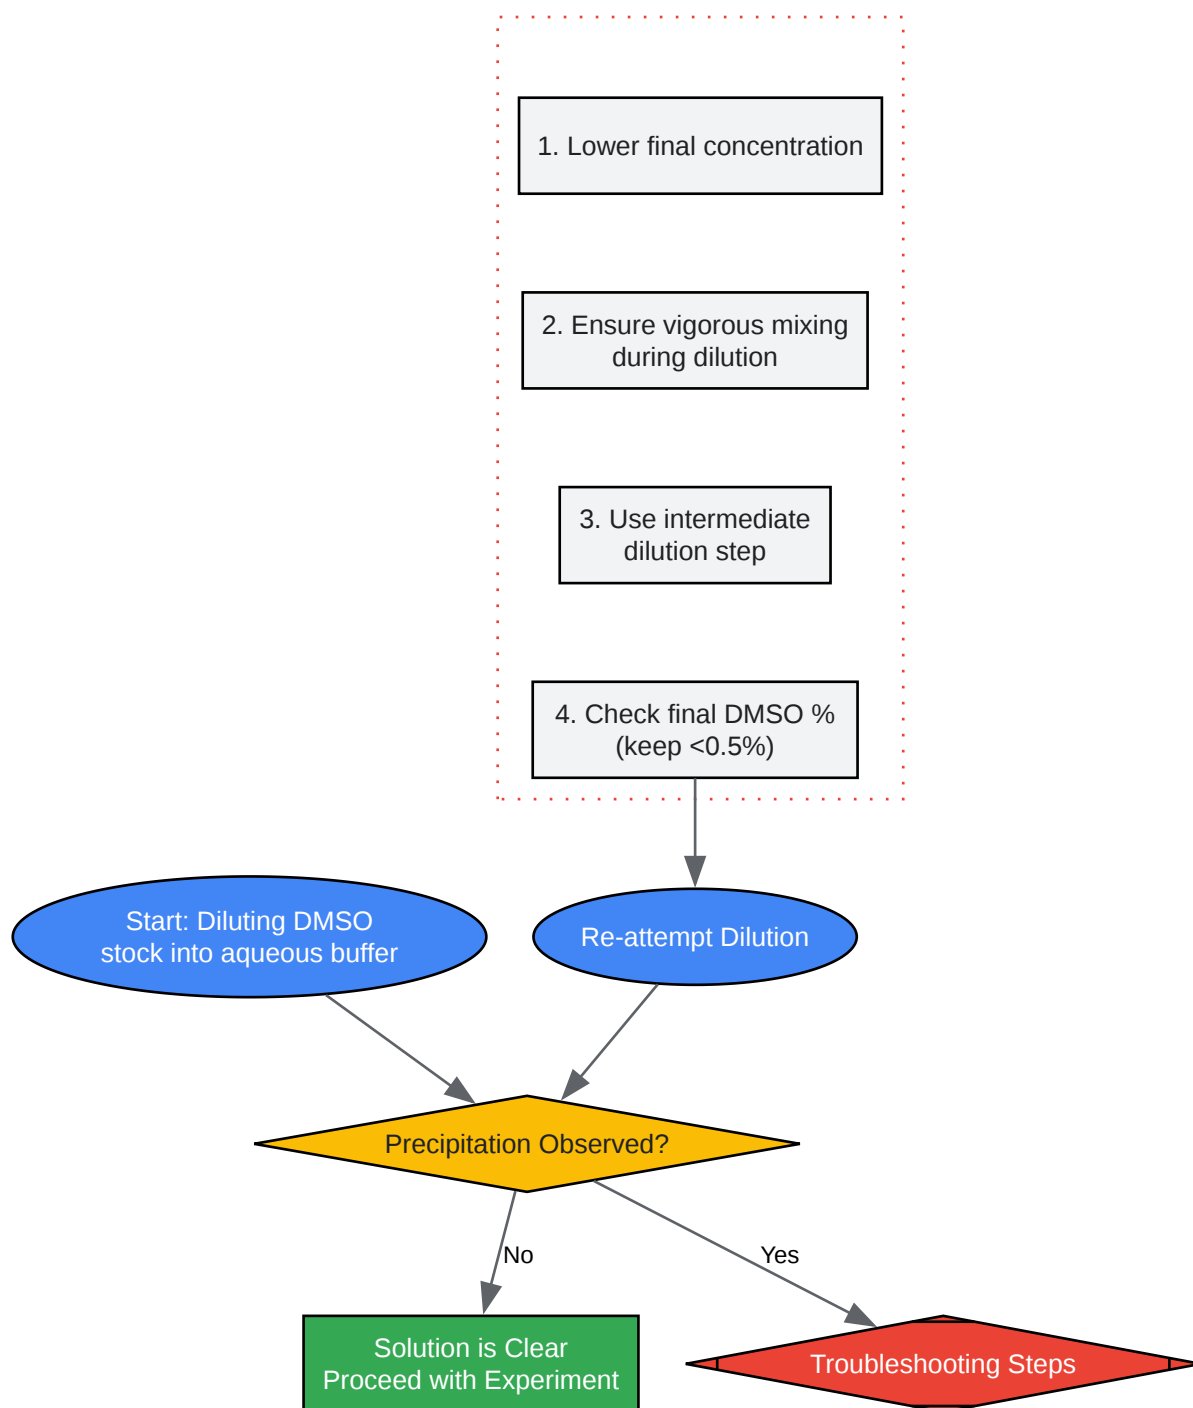 1. Lower final concentration
2. Ensure vigorous mixing
during dilution
3. Use intermediate
dilution step
4. Check final DMSO %
(keep <0.5%)
Start: Diluting DMSO
stock into aqueous buffer
Re-attempt Dilution
Precipitation Observed?
No
Yes
Solution is Clear
Proceed with Experiment
Troubleshooting Steps